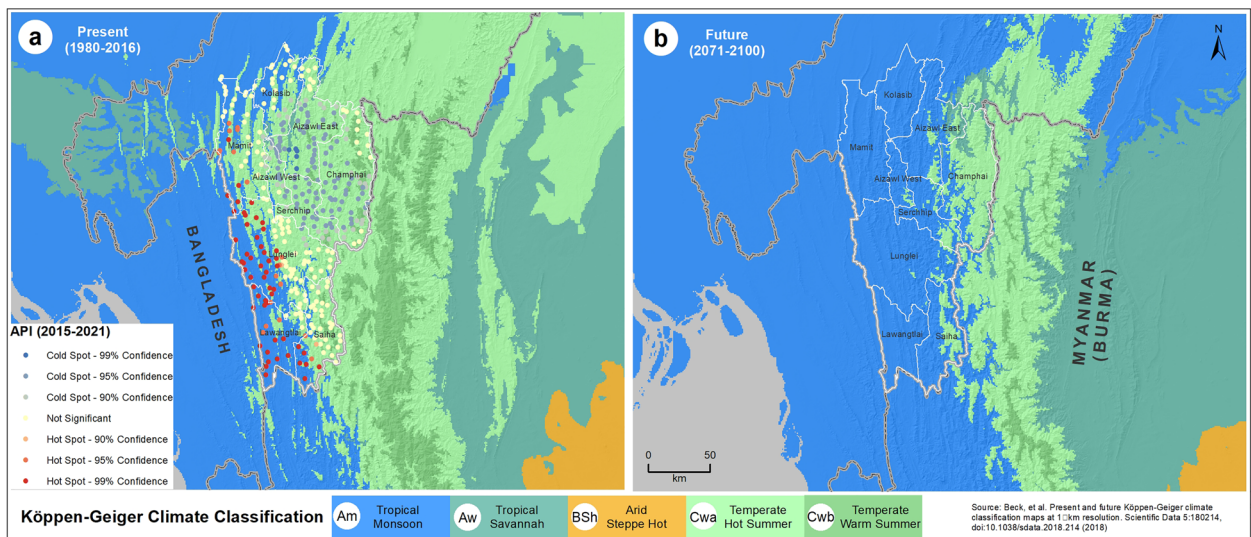 a
Present
(1980-2016)
Kolasib
Aizawl East
Mamit
Aizawl West
Champhai
Serchhip
Lunglei
Lawangtlai
Saiha
BANGLADESH
API (2015-2021)
Cold Spot - 99% Confidence
Cold Spot - 95% Confidence
Cold Spot - 90% Confidence
Not Significant
Hot Spot - 90% Confidence
Hot Spot - 95% Confidence
Hot Spot - 99% Confidence
b
Future
(2071-2100)
N
Kolasib
Aizawl East
Mamit
Aizawl West
Champhai
Serchhip
Lunglei
Lawangtlai
Saiha
MYANMAR
(BURMA)
0 50
km
Köppen-Geiger Climate Classification
Am Tropical
Monsoon
Aw Tropical
Savannah
BSh Arid
Steppe Hot
Cwa Temperate
Hot Summer
Cwb Temperate
Warm Summer
Source: Beck, et al. Present and future Köppen-Geiger climate
classification maps at 1□km resolution. Scientific Data 5:180214,
doi:10.1038/sdata.2018.214 (2018)